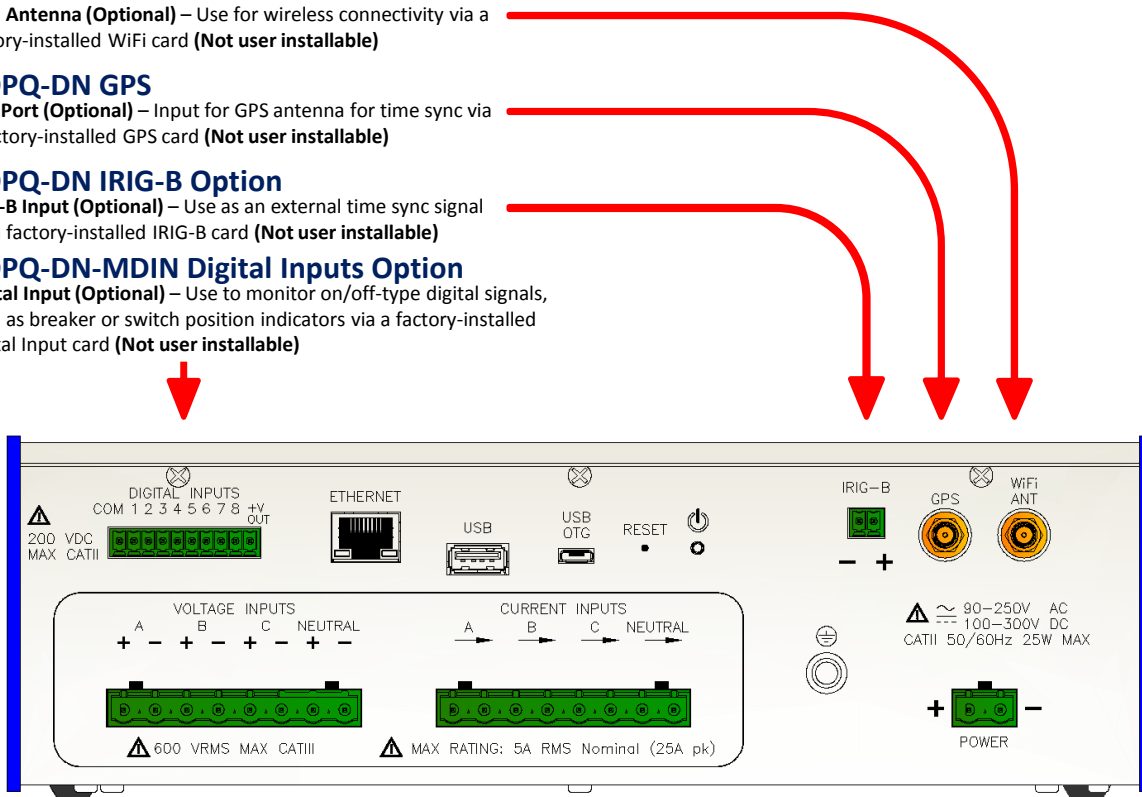 Antenna (Optional) – Use for wireless connectivity via a
ory-installed WiFi card (Not user installable)
PQ-DN GPS
Port (Optional) – Input for GPS antenna for time sync via
ctory-installed GPS card (Not user installable)
PQ-DN IRIG-B Option
-B Input (Optional) – Use as an external time sync signal
factory-installed IRIG-B card (Not user installable)
PQ-DN-MDIN Digital Inputs Option
tal Input (Optional) – Use to monitor on/off-type digital signals,
as breaker or switch position indicators via a factory-installed
tal Input card (Not user installable)
DIGITAL INPUTS
COM 1 2 3 4 5 6 7 8 +V
OUT
200 VDC
MAX CATII
ETHERNET
USB
USB
OTG
RESET
IRIG-B
- +
GPS
WiFi
ANT
VOLTAGE INPUTS
A B C NEUTRAL
+ - + - + - + -
600 VRMS MAX CATIII
CURRENT INPUTS
A B C NEUTRAL
MAX RATING: 5A RMS Nominal (25A pk)
90-250V AC
100-300V DC
CATII 50/60Hz 25W MAX
+ -
POWER